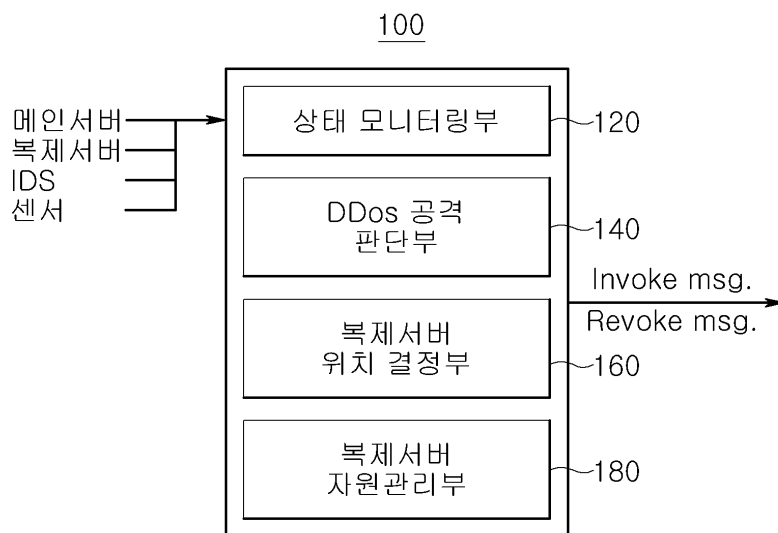 100
메인서버
복제서버
IDS
센서
상태 모니터링부
120
DDos 공격
판단부
140
Invoke msg.
Revoke msg.
복제서버
위치 결정부
160
복제서버
자원관리부
180